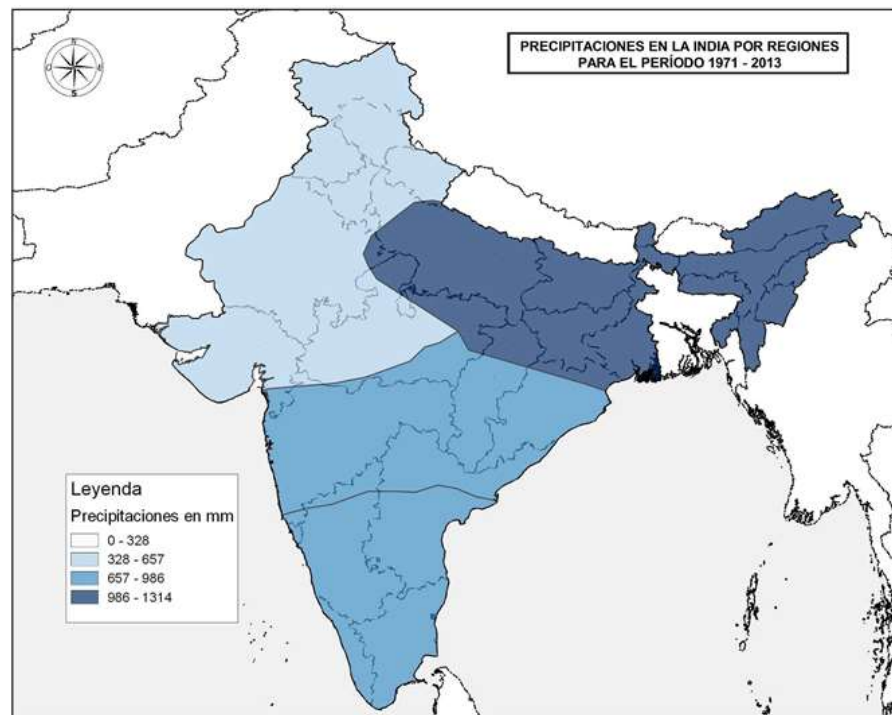 PRECIPITACIONES EN LA INDIA POR REGIONES
PARA EL PERÍODO 1971 - 2013
N
O
E
S
Leyenda
Precipitaciones en mm
0 - 328
328 - 657
657 - 986
986 - 1314